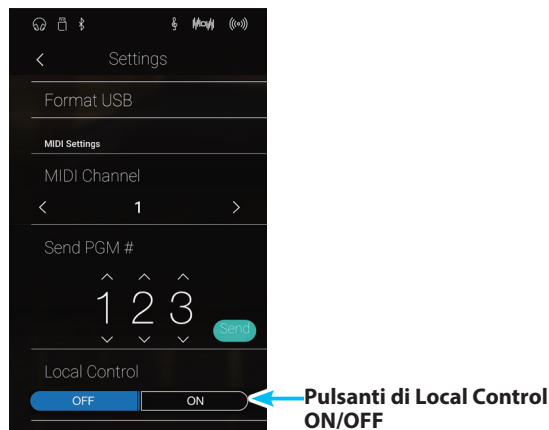 Settings
Format USB
MIDI Settings
MIDI Channel
1
Send PGM #
1 2 3
Send
Local Control
OFF ON
Pulsanti di Local Control
ON/OFF